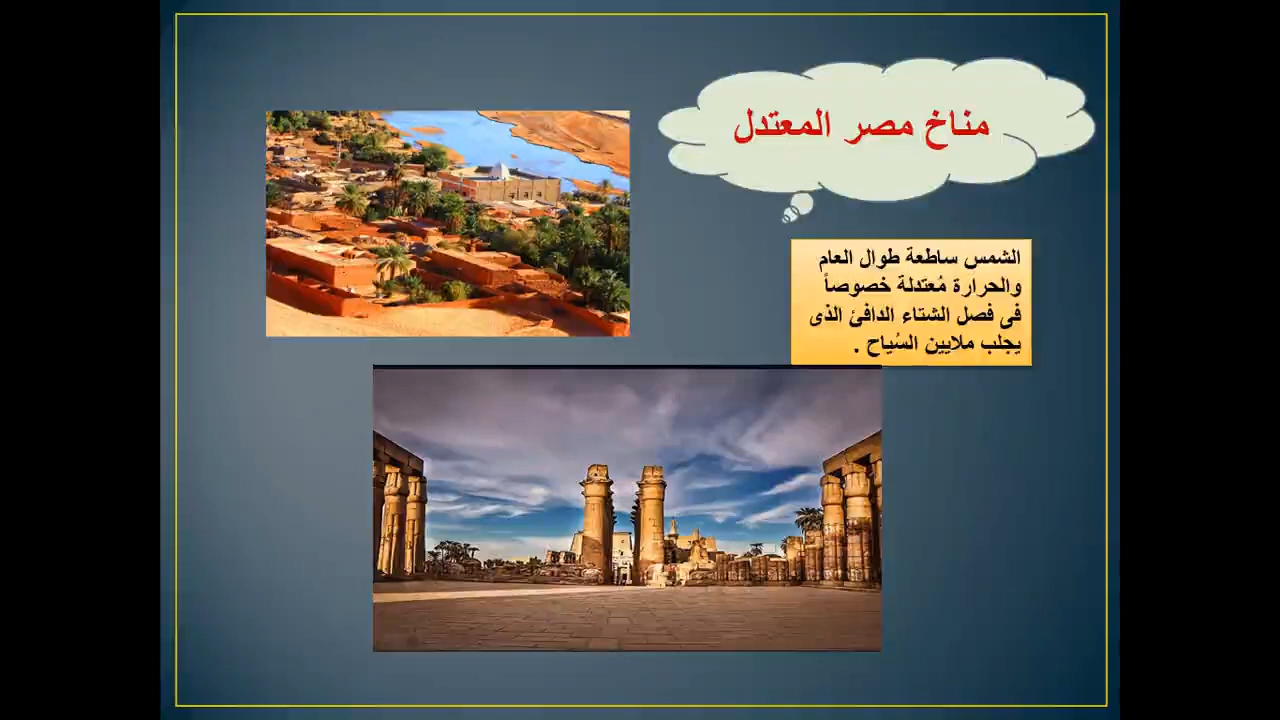 مناخ مصر المعتدل
الشمس ساطعة طوال العام
والحرارة مُعتدلة خصوصاً
فى فصل الشتاء الدافئ الذى
يجلب ملايين السُياح .